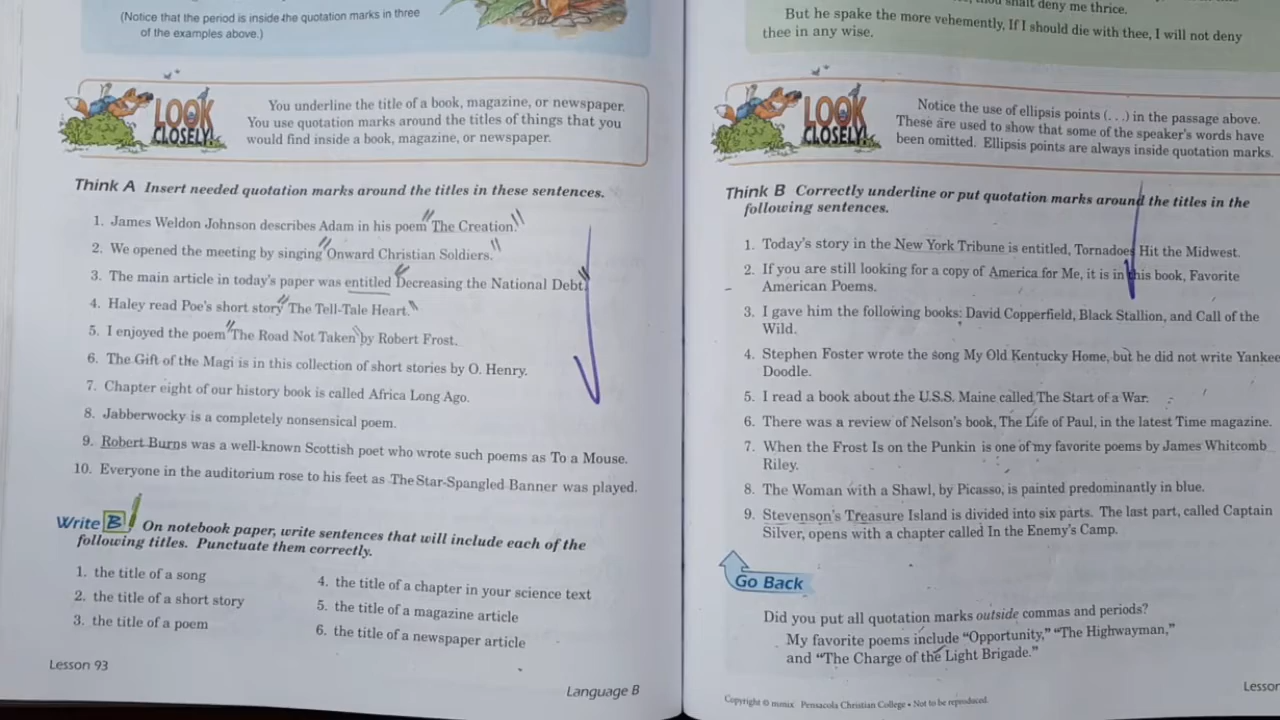 (Notice that the period is inside the quotation marks in three
of the examples above.)
LOOK
CLOSELY!
You underline the title of a book, magazine, or newspaper.
You use quotation marks around the titles of things that you
would find inside a book, magazine, or newspaper.
Think A Insert needed quotation marks around the titles in these sentences.
1. James Weldon Johnson describes Adam in his poem "The Creation."
2. We opened the meeting by singing "Onward Christian Soldiers."
3. The main article in today's paper was entitled "Decreasing the National Debt."
4. Haley read Poe's short story "The Tell-Tale Heart."
5. I enjoyed the poem "The Road Not Taken" by Robert Frost.
6. The Gift of the Magi is in this collection of short stories by O. Henry.
7. Chapter eight of our history book is called Africa Long Ago.
8. Jabberwocky is a completely nonsensical poem.
9. Robert Burns was a well-known Scottish poet who wrote such poems as To a Mouse.
10. Everyone in the auditorium rose to his feet as The Star-Spangled Banner was played.
Write B On notebook paper, write sentences that will include each of the
following titles. Punctuate them correctly.
1. the title of a song
2. the title of a short story
3. the title of a poem
4. the title of a chapter in your science text
5. the title of a magazine article
6. the title of a newspaper article
Lesson 93
Language B
shalt deny me thrice.
But he spake the more vehemently, If I should die with thee, I will not deny
thee in any wise.
LOOK
CLOSELY!
Notice the use of ellipsis points (. . .) in the passage above.
These are used to show that some of the speaker's words have
been omitted. Ellipsis points are always inside quotation marks.
Think B Correctly underline or put quotation marks around the titles in the
following sentences.
1. Today's story in the New York Tribune is entitled, Tornadoes Hit the Midwest.
2. If you are still looking for a copy of America for Me, it is in this book, Favorite
American Poems.
3. I gave him the following books: David Copperfield, Black Stallion, and Call of the
Wild.
4. Stephen Foster wrote the song My Old Kentucky Home, but he did not write Yankee
Doodle.
5. I read a book about the U.S.S. Maine called The Start of a War.
6. There was a review of Nelson's book, The Life of Paul, in the latest Time magazine.
7. When the Frost Is on the Punkin is one of my favorite poems by James Whitcomb
Riley.
8. The Woman with a Shawl, by Picasso, is painted predominantly in blue.
9. Stevenson's Treasure Island is divided into six parts. The last part, called Captain
Silver, opens with a chapter called In the Enemy's Camp.
Go Back
Did you put all quotation marks outside commas and periods?
My favorite poems include "Opportunity," "The Highwayman,"
and "The Charge of the Light Brigade."
Lesson
Copyright © mmix Pensacola Christian College • Not to be reproduced.